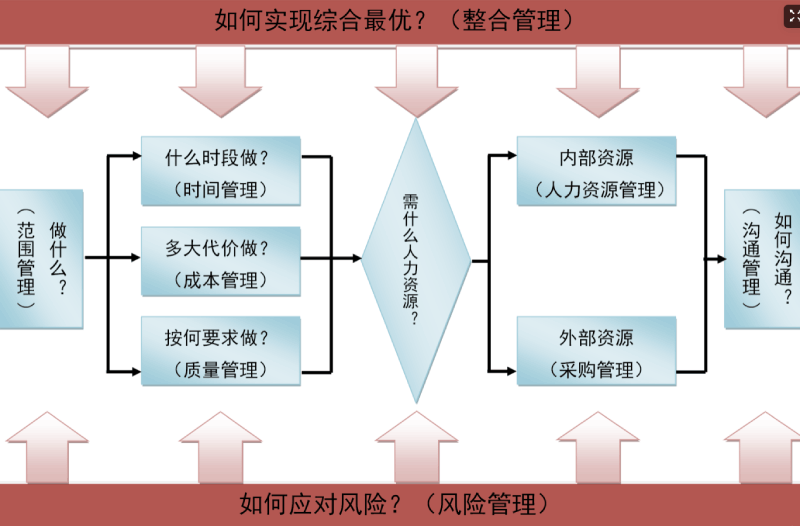 如何实现综合最优？（整合管理）
做什么？
（范围管理）
什么时段做？
（时间管理）
多大代价做？
（成本管理）
按何要求做？
（质量管理）
需什么人力资源？
内部资源
（人力资源管理）
外部资源
（采购管理）
如何沟通？
（沟通管理）
如何应对风险？（风险管理）